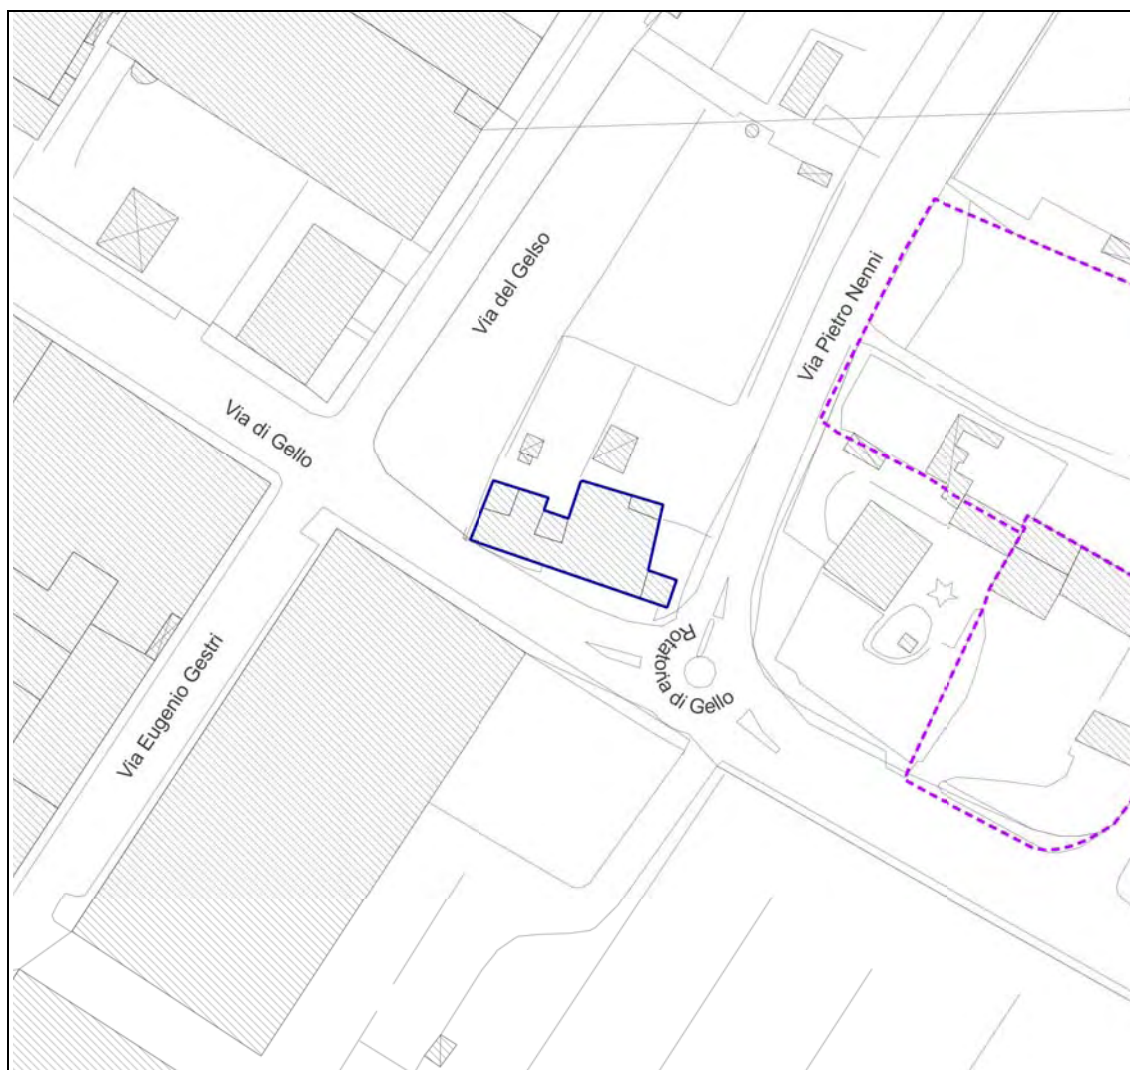 Via del Gelso
Via Pietro Nenni
Via di Gello
Via Eugenio Gestri
Rotatoria di Gello